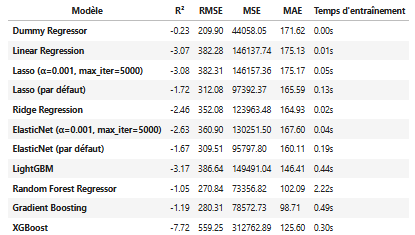 Modèle R² RMSE MSE MAE Temps d'entraînement
Dummy Regressor -0.23 209.90 44058.05 171.62 0.00s
Linear Regression -3.07 382.28 146137.74 175.13 0.01s
Lasso (α=0.001, max_iter=5000) -3.08 382.31 146157.36 175.17 0.05s
Lasso (par défaut) -1.72 312.08 97392.37 165.59 0.13s
Ridge Regression -2.46 352.08 123963.48 164.93 0.02s
ElasticNet (α=0.001, max_iter=5000) -2.63 360.90 130251.50 167.60 0.04s
ElasticNet (par défaut) -1.67 309.51 95797.80 160.11 0.19s
LightGBM -3.17 386.64 149491.04 146.41 0.44s
Random Forest Regressor -1.05 270.84 73356.82 102.09 2.22s
Gradient Boosting -1.19 280.31 78572.73 98.71 0.49s
XGBoost -7.72 559.25 312762.89 125.60 0.30s